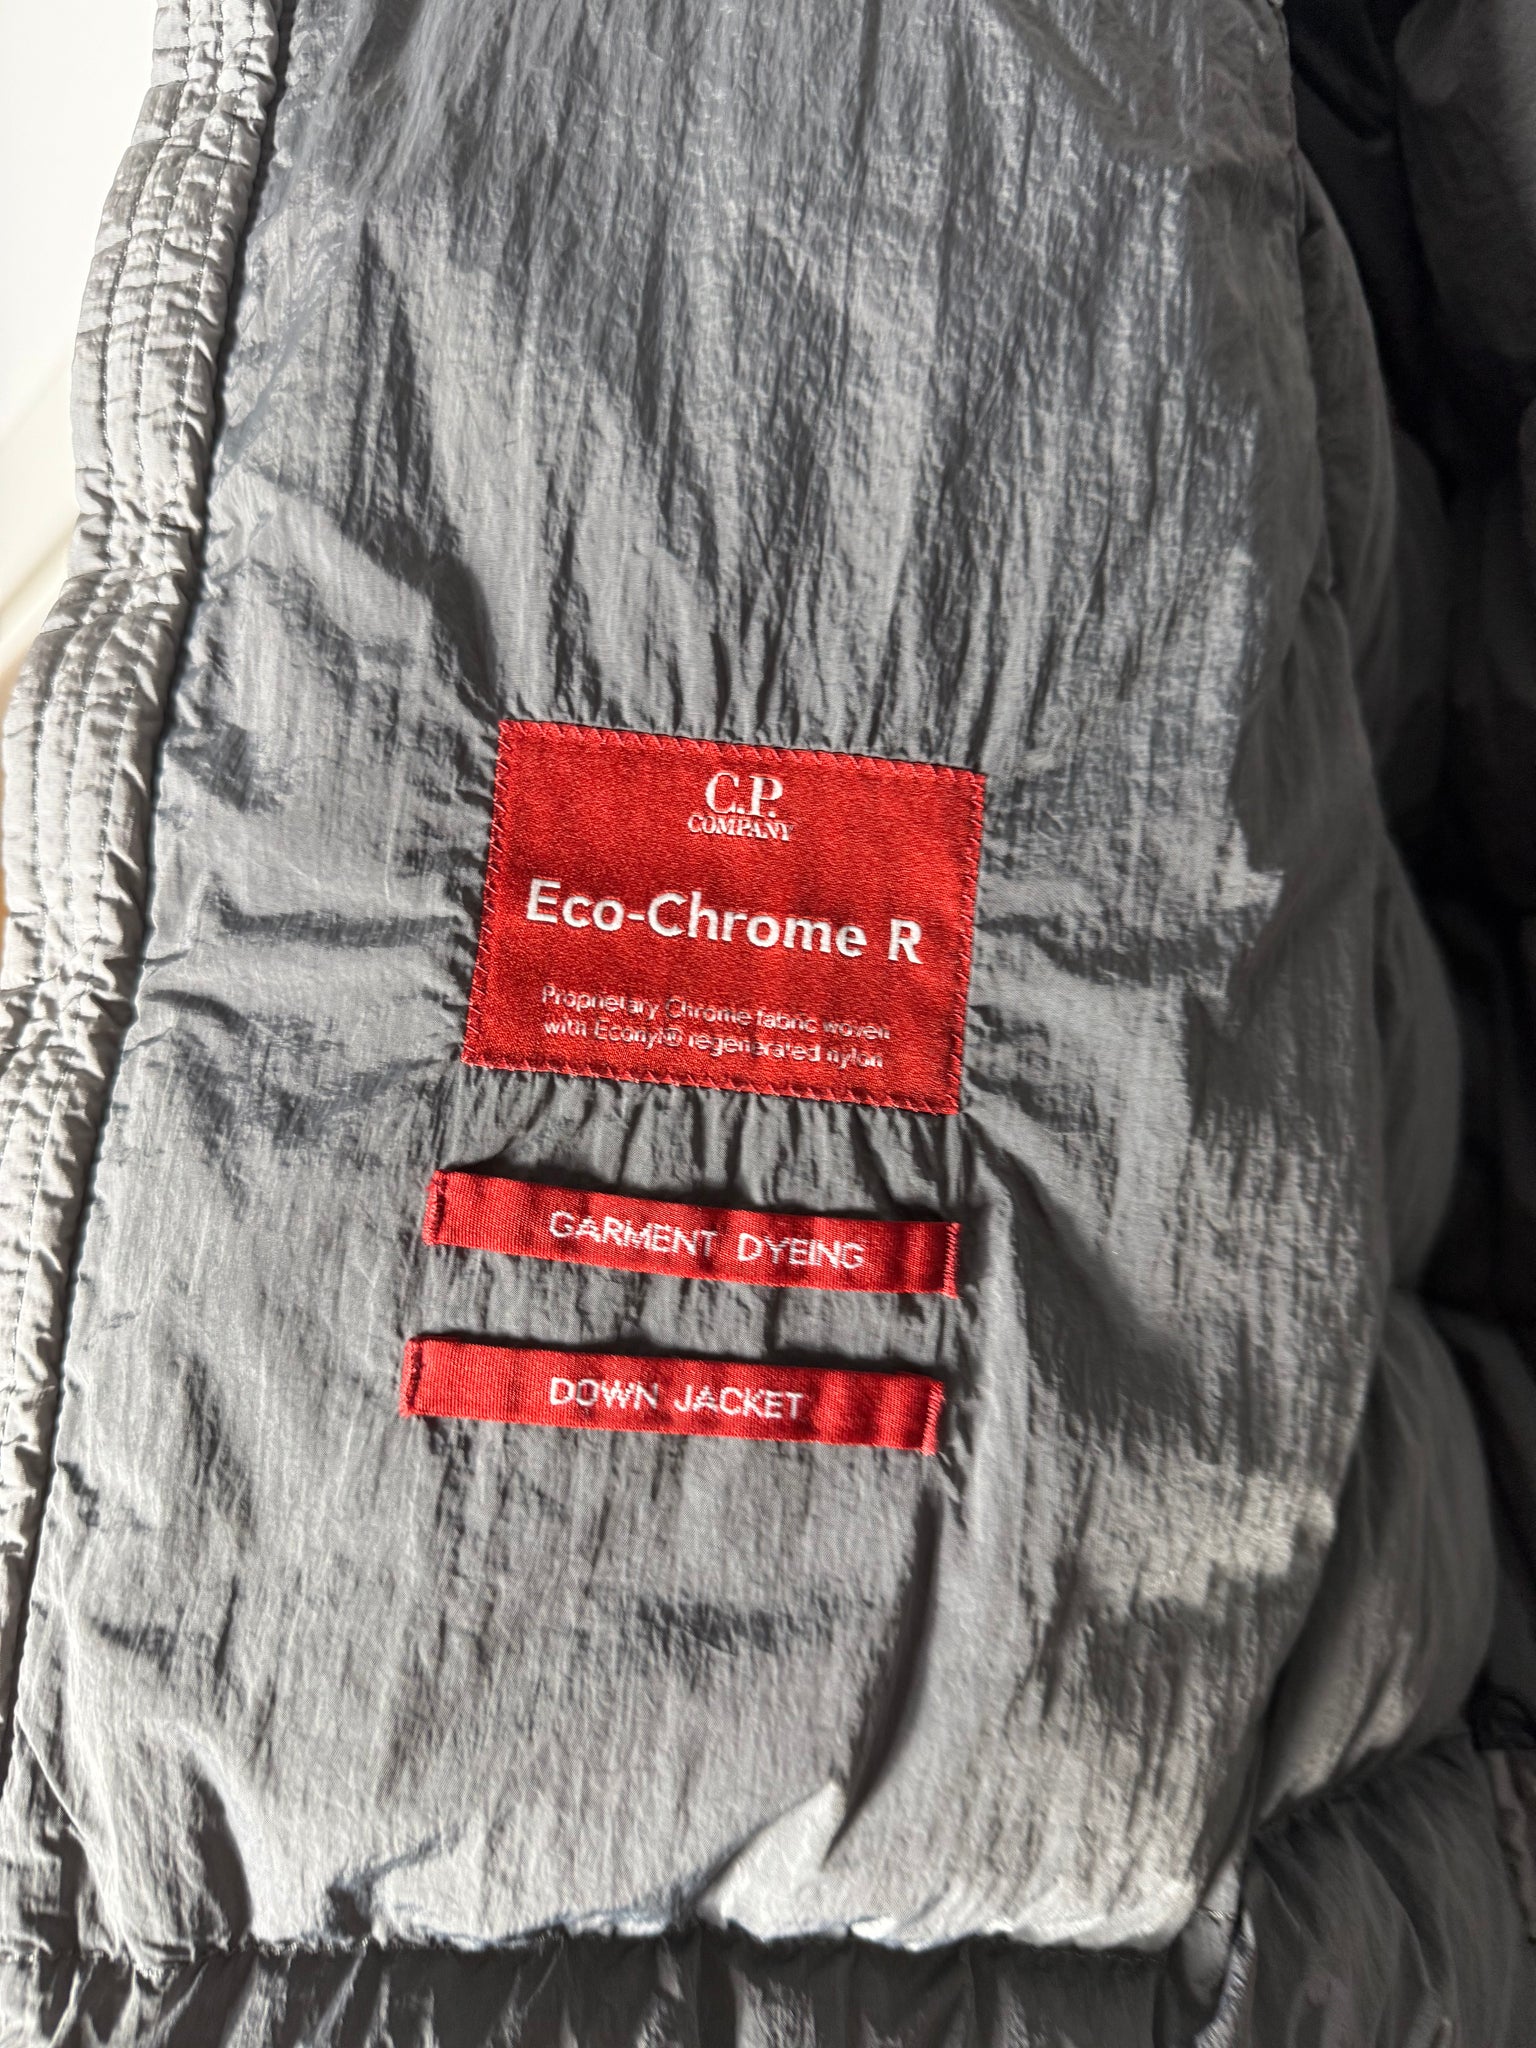 C.P.
COMPANY
Eco-Chrome R
Proprietary Chrome fabric woven
with Econyl® regenerated nylon
GARMENT DYEING
DOWN JACKET